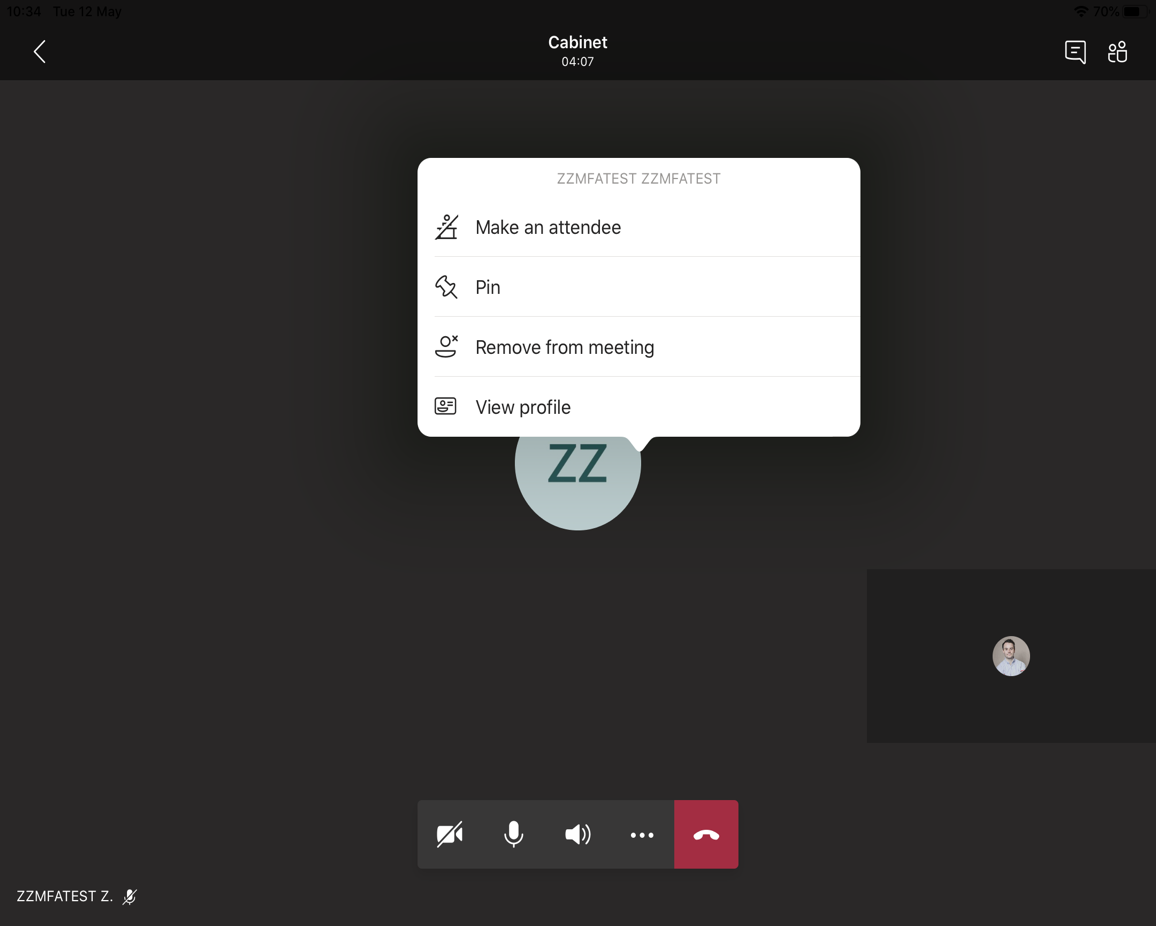 10:34 Tue 12 May
70%
Cabinet
04:07
ZZMFATEST ZZMFATEST
Make an attendee
Pin
Remove from meeting
View profile
ZZ
ZZMFATEST Z.